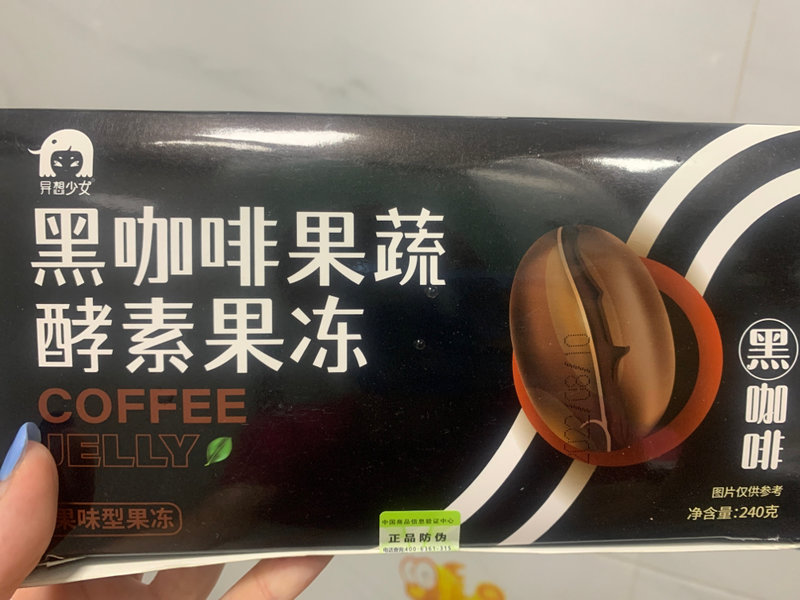 异想少女
黑咖啡果蔬
酵素果冻
COFFEE
JELLY
果味型果冻
黑咖啡
图片仅供参考
净含量:240克
中国商品信息验证中心
正品防伪